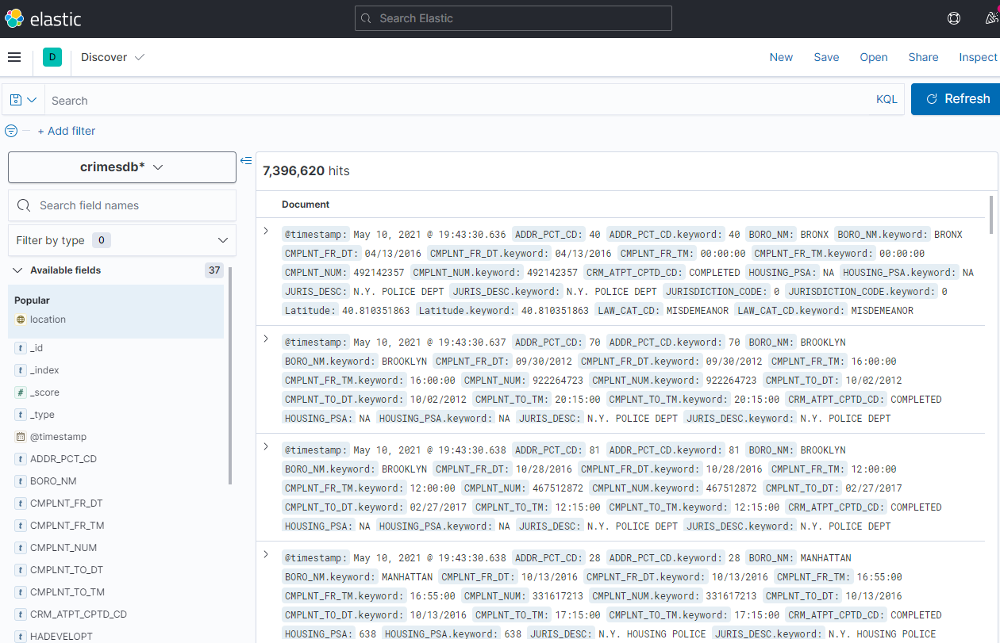 elastic
Search Elastic
D
Discover
New Save Open Share Inspect
Search
KQL
Refresh
+ Add filter
crimesdb*
Search field names
Filter by type 0
Available fields 37
Popular
location
t _id
t _index
# _score
t _type
@timestamp
t ADDR_PCT_CD
t BORO_NM
t CMPLNT_FR_DT
t CMPLNT_FR_TM
t CMPLNT_NUM
t CMPLNT_TO_DT
t CMPLNT_TO_TM
t CRM_ATPT_CPTD_CD
t HADEVELOPT
7,396,620 hits
Document
@timestamp: May 10, 2021 @ 19:43:30.636 ADDR_PCT_CD: 40 ADDR_PCT_CD.keyword: 40 BORO_NM: BRONX BORO_NM.keyword: BRONX
CMPLNT_FR_DT: 04/13/2016 CMPLNT_FR_DT.keyword: 04/13/2016 CMPLNT_FR_TM: 00:00:00 CMPLNT_FR_TM.keyword: 00:00:00
CMPLNT_NUM: 492142357 CMPLNT_NUM.keyword: 492142357 CRM_ATPT_CPTD_CD: COMPLETED HOUSING_PSA: NA HOUSING_PSA.keyword: NA
JURIS_DESC: N.Y. POLICE DEPT JURIS_DESC.keyword: N.Y. POLICE DEPT JURISDICTION_CODE: 0 JURISDICTION_CODE.keyword: 0
Latitude: 40.810351863 Latitude.keyword: 40.810351863 LAW_CAT_CD: MISDEMEANOR LAW_CAT_CD.keyword: MISDEMEANOR
@timestamp: May 10, 2021 @ 19:43:30.637 ADDR_PCT_CD: 70 ADDR_PCT_CD.keyword: 70 BORO_NM: BROOKLYN
BORO_NM.keyword: BROOKLYN CMPLNT_FR_DT: 09/30/2012 CMPLNT_FR_DT.keyword: 09/30/2012 CMPLNT_FR_TM: 16:00:00
CMPLNT_FR_TM.keyword: 16:00:00 CMPLNT_NUM: 922264723 CMPLNT_NUM.keyword: 922264723 CMPLNT_TO_DT: 10/02/2012
CMPLNT_TO_DT.keyword: 10/02/2012 CMPLNT_TO_TM: 20:15:00 CMPLNT_TO_TM.keyword: 20:15:00 CRM_ATPT_CPTD_CD: COMPLETED
HOUSING_PSA: NA HOUSING_PSA.keyword: NA JURIS_DESC: N.Y. POLICE DEPT JURIS_DESC.keyword: N.Y. POLICE DEPT
@timestamp: May 10, 2021 @ 19:43:30.638 ADDR_PCT_CD: 81 ADDR_PCT_CD.keyword: 81 BORO_NM: BROOKLYN
BORO_NM.keyword: BROOKLYN CMPLNT_FR_DT: 10/28/2016 CMPLNT_FR_DT.keyword: 10/28/2016 CMPLNT_FR_TM: 12:00:00
CMPLNT_FR_TM.keyword: 12:00:00 CMPLNT_NUM: 467512872 CMPLNT_NUM.keyword: 467512872 CMPLNT_TO_DT: 02/27/2017
CMPLNT_TO_DT.keyword: 02/27/2017 CMPLNT_TO_TM: 12:15:00 CMPLNT_TO_TM.keyword: 12:15:00 CRM_ATPT_CPTD_CD: COMPLETED
HOUSING_PSA: NA HOUSING_PSA.keyword: NA JURIS_DESC: N.Y. POLICE DEPT JURIS_DESC.keyword: N.Y. POLICE DEPT
@timestamp: May 10, 2021 @ 19:43:30.638 ADDR_PCT_CD: 28 ADDR_PCT_CD.keyword: 28 BORO_NM: MANHATTAN
BORO_NM.keyword: MANHATTAN CMPLNT_FR_DT: 10/13/2016 CMPLNT_FR_DT.keyword: 10/13/2016 CMPLNT_FR_TM: 16:55:00
CMPLNT_FR_TM.keyword: 16:55:00 CMPLNT_NUM: 331617213 CMPLNT_NUM.keyword: 331617213 CMPLNT_TO_DT: 10/13/2016
CMPLNT_TO_DT.keyword: 10/13/2016 CMPLNT_TO_TM: 17:15:00 CMPLNT_TO_TM.keyword: 17:15:00 CRM_ATPT_CPTD_CD: COMPLETED
HOUSING_PSA: 638 HOUSING_PSA.keyword: 638 JURIS_DESC: N.Y. HOUSING POLICE JURIS_DESC.keyword: N.Y. HOUSING POLICE